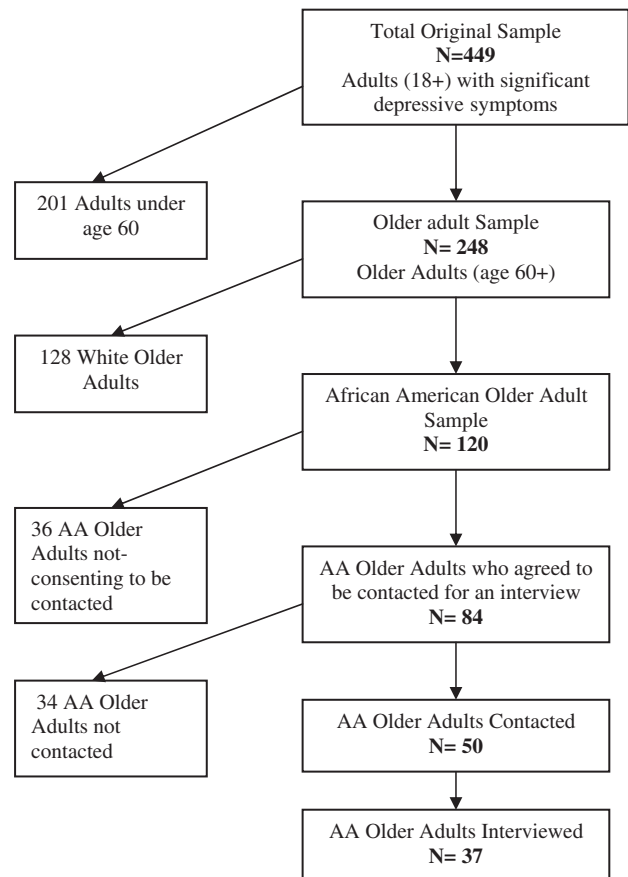 Total Original Sample
N=449
Adults (18+) with significant
depressive symptoms
201 Adults under
age 60
Older adult Sample
N= 248
Older Adults (age 60+)
128 White Older
Adults
African American Older Adult
Sample
N= 120
36 AA Older
Adults not-
consenting to be
contacted
AA Older Adults who agreed to
be contacted for an interview
N= 84
34 AA Older
Adults not
contacted
AA Older Adults Contacted
N= 50
AA Older Adults Interviewed
N= 37